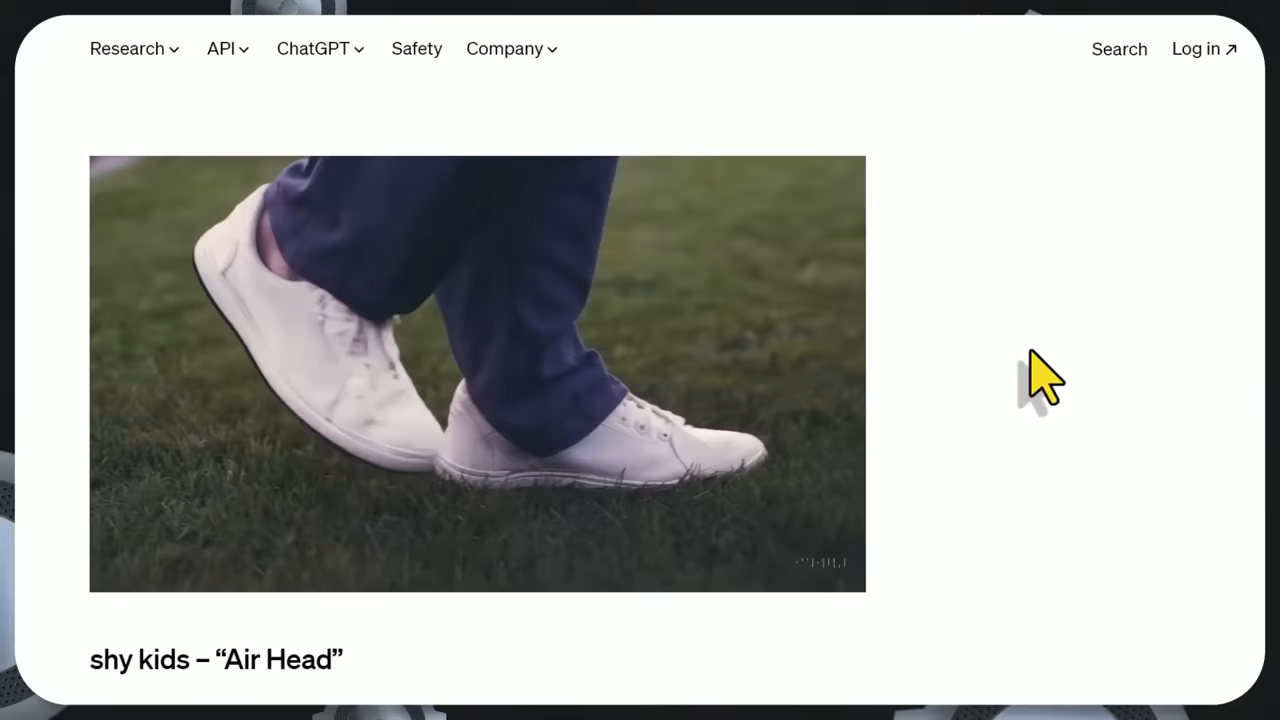 Research API ChatGPT Safety Company Search Log in ↗
shy kids – “Air Head”